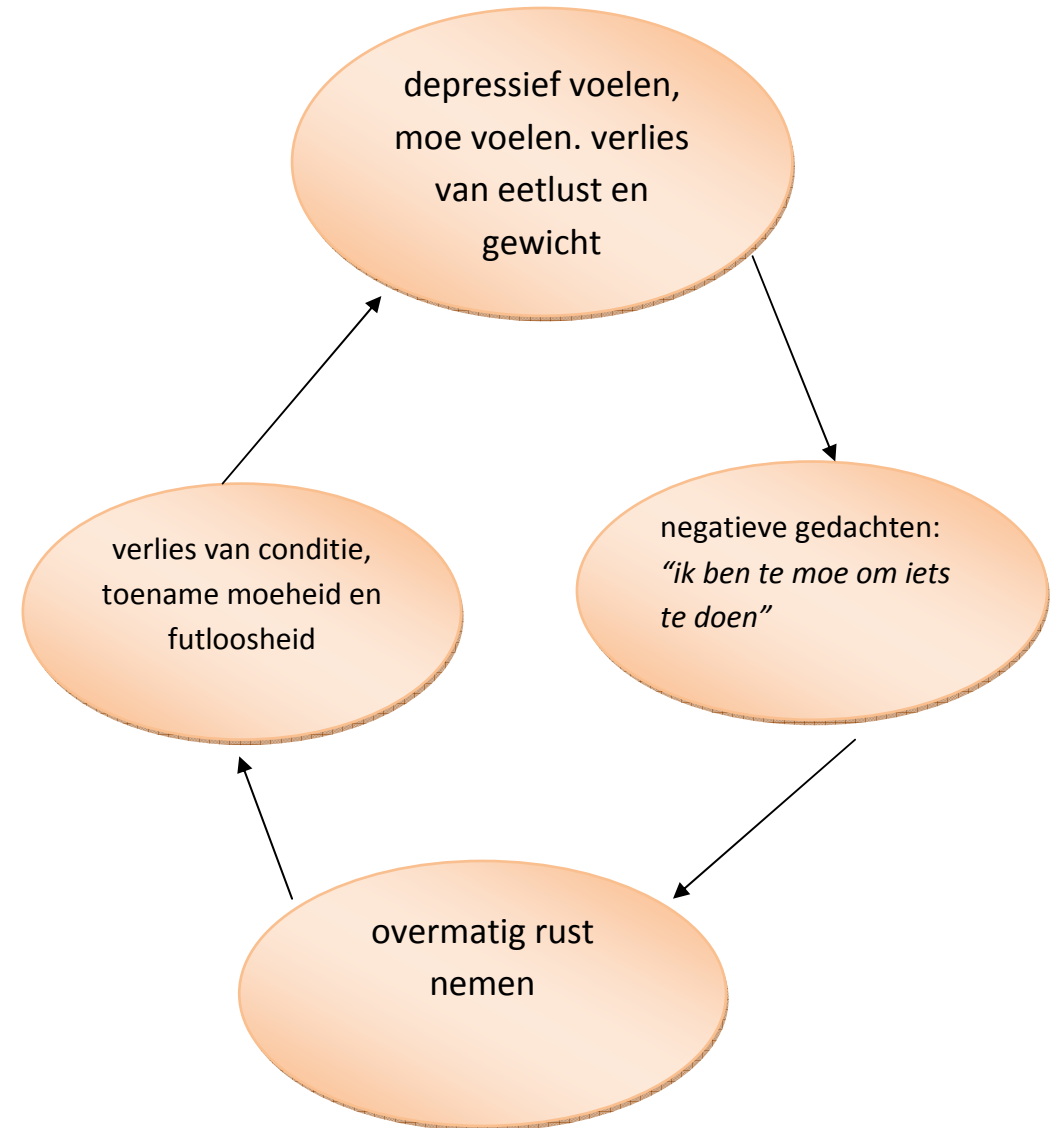 depressief voelen,
moe voelen. verlies
van eetlust en
gewicht
negatieve gedachten:
“ik ben te moe om iets
te doen”
overmatig rust
nemen
verlies van conditie,
toename moeheid en
futloosheid